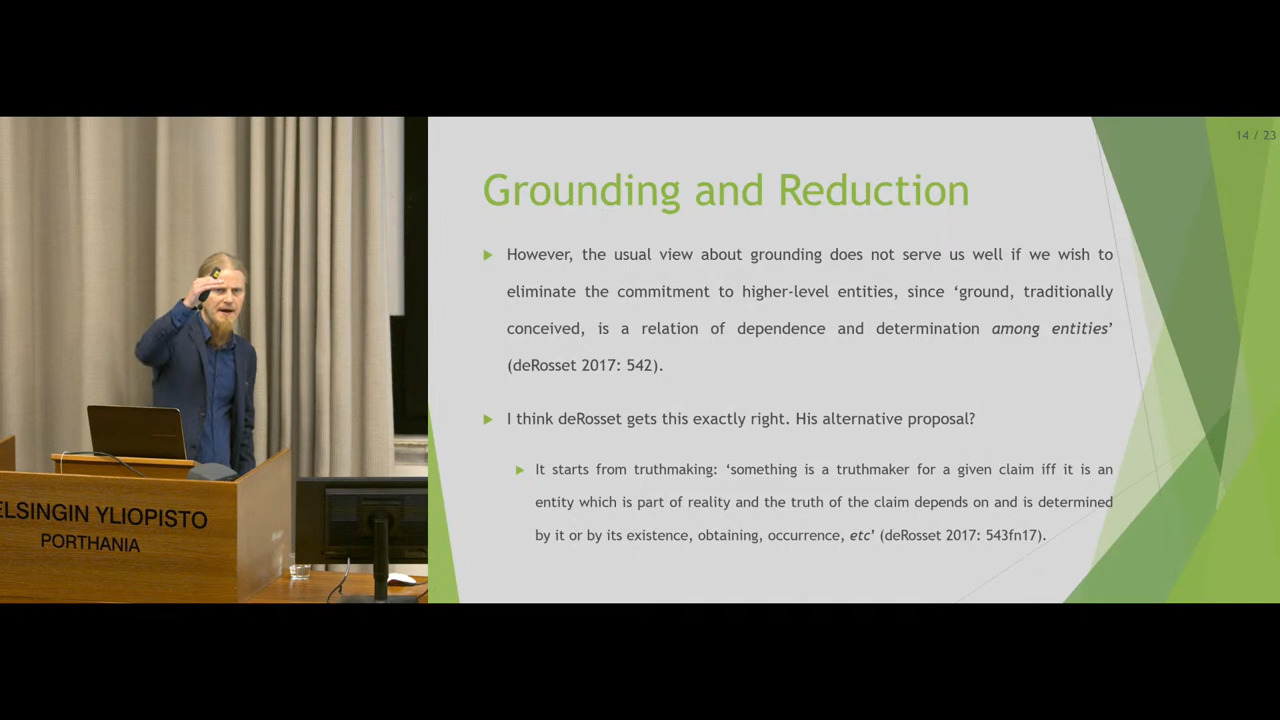 14 / 23
Grounding and Reduction
However, the usual view about grounding does not serve us well if we wish to
eliminate the commitment to higher-level entities, since ‘ground, traditionally
conceived, is a relation of dependence and determination among entities’
(deRosset 2017: 542).
I think deRosset gets this exactly right. His alternative proposal?
It starts from truthmaking: ‘something is a truthmaker for a given claim iff it is an
entity which is part of reality and the truth of the claim depends on and is determined
by it or by its existence, obtaining, occurrence, etc’ (deRosset 2017: 543fn17).
ELSINGIN YLIOPISTO
PORTHANIA